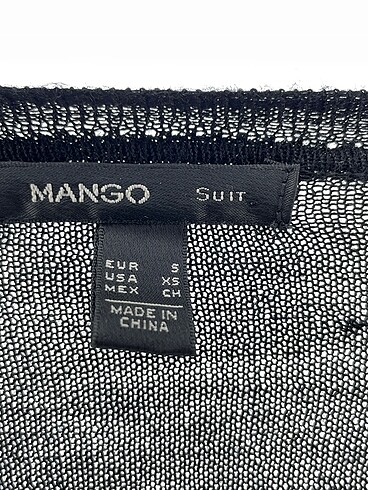 MANGO SUIT
EUR S
USA XS
MEX CH
MADE IN
CHINA